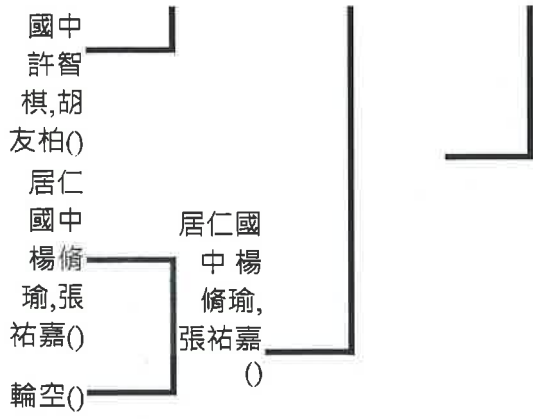 國中
許智
棋,胡
友柏()
居仁
國中
楊脩
瑜,張
祐嘉()
輪空()
居仁國
中 楊
脩瑜,
張祐嘉
()